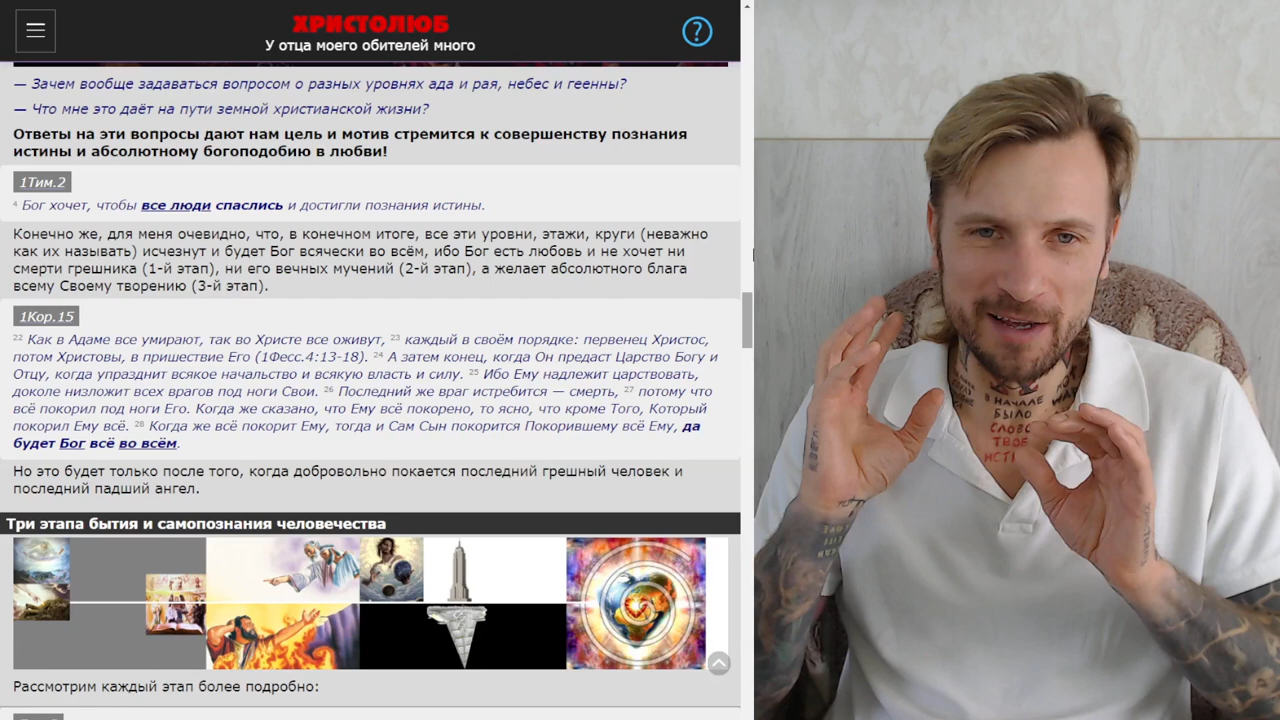 ХРИСТОЛЮБ
У отца моего обителей много
— Зачем вообще задаваться вопросом о разных уровнях ада и рая, небес и геенны?
— Что мне это даёт на пути земной христианской жизни?
Ответы на эти вопросы дают нам цель и мотив стремится к совершенству познания
истины и абсолютному богоподобию в любви!
1Тим.2
4 Бог хочет, чтобы все люди спаслись и достигли познания истины.
Конечно же, для меня очевидно, что, в конечном итоге, все эти уровни, этажи, круги (неважно
как их называть) исчезнут и будет Бог всячески во всём, ибо Бог есть любовь и не хочет ни
смерти грешника (1-й этап), ни его вечных мучений (2-й этап), а желает абсолютного блага
всему Своему творению (3-й этап).
1Кор.15
22 Как в Адаме все умирают, так во Христе все оживут, 23 каждый в своём порядке: первенец Христос,
потом Христовы, в пришествие Его (1Фесс.4:13-18). 24 А затем конец, когда Он предаст Царство Богу и
Отцу, когда упразднит всякое начальство и всякую власть и силу. 25 Ибо Ему надлежит царствовать,
доколе низложит всех врагов под ноги Свои. 26 Последний же враг истребится — смерть, 27 потому что
всё покорил под ноги Его. Когда же сказано, что Ему всё покорено, то ясно, что кроме Того, Который
покорил Ему всё. 28 Когда же всё покорит Ему, тогда и Сам Сын покорится Покорившему всё Ему, да
будет Бог всё во всём.
Но это будет только после того, когда добровольно покается последний грешный человек и
последний падший ангел.
Три этапа бытия и самопознания человечества
Рассмотрим каждый этап более подробно:
В НАЧАЛЕ
БЫЛО
СЛОВО
ТВОЕ